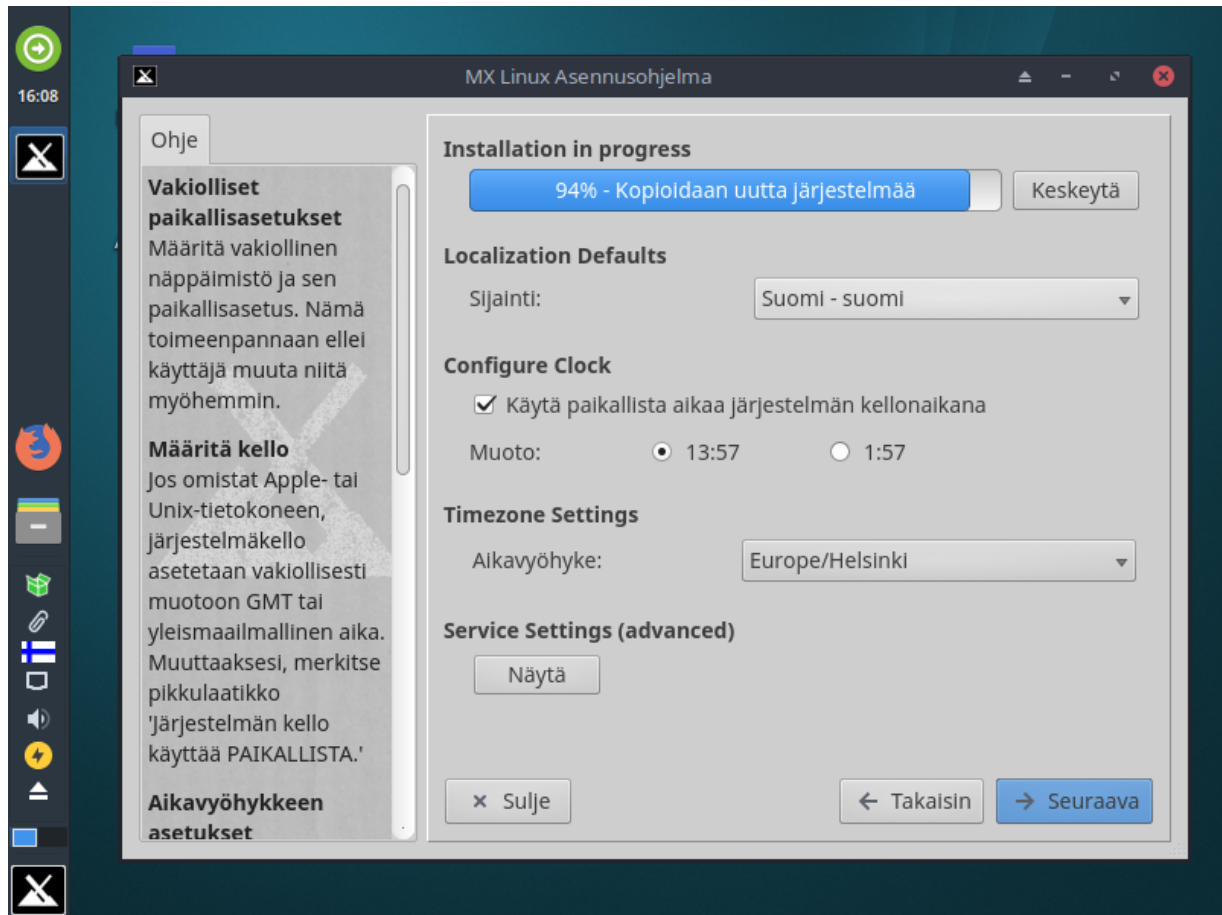 16:08
MX Linux Asennusohjelma
Ohje
Vakiolliset
paikallisasetukset
Määritä vakiollinen
näppäimistö ja sen
paikallisasetus. Nämä
toimeenpannaan ellei
käyttäjä muuta niitä
myöhemmin.
Määritä kello
Jos omistat Apple- tai
Unix-tietokoneen,
järjestelmäkello
asetetaan vakiollisesti
muotoon GMT tai
yleismaailmallinen aika.
Muuttaaksesi, merkitse
pikkulaatikko
'Järjestelmän kello
käyttää PAIKALLISTA.'
Aikavyöhykkeen
asetukset
Installation in progress
94% - Kopioidaan uutta järjestelmää
Keskeytä
Localization Defaults
Sijainti: Suomi - suomi
Configure Clock
Käytä paikallista aikaa järjestelmän kellonaikana
Muoto: 13:57 1:57
Timezone Settings
Aikavyöhyke: Europe/Helsinki
Service Settings (advanced)
Näytä
Sulje Takaisin Seuraava